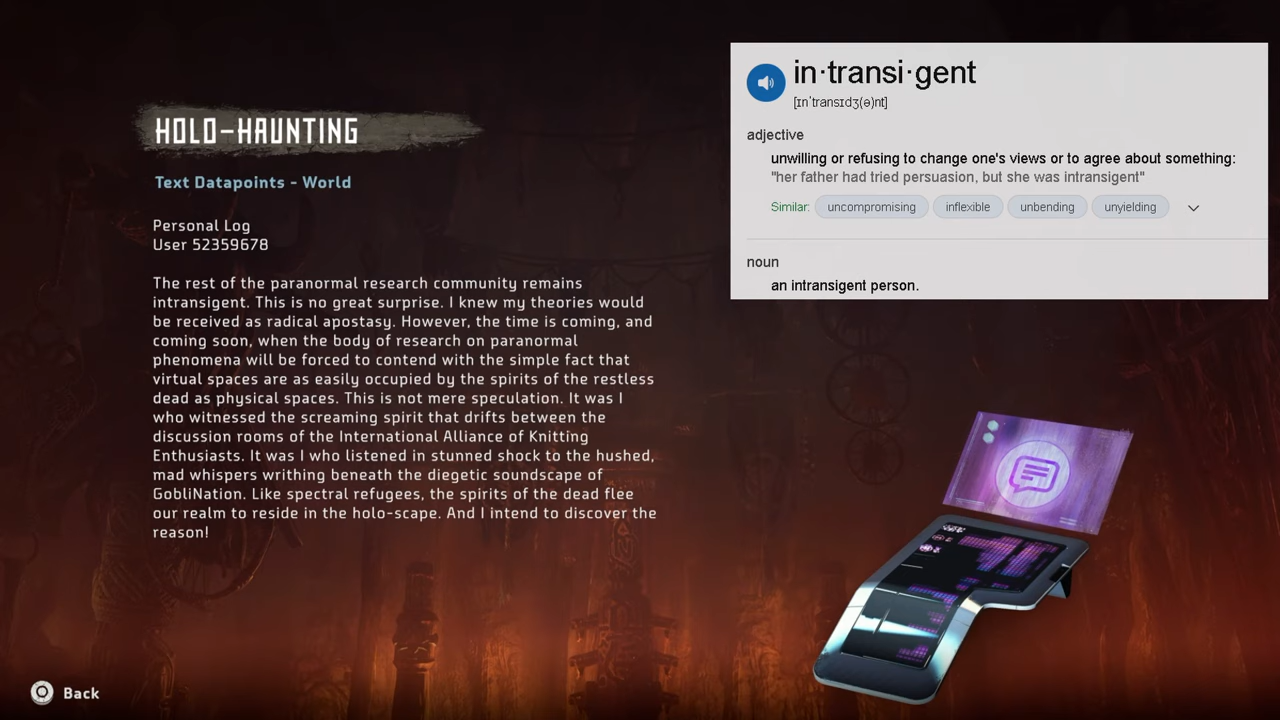 HOLO-HAUNTING
Text Datapoints - World
Personal Log
User 52359678
The rest of the paranormal research community remains
intransigent. This is no great surprise. I knew my theories would
be received as radical apostasy. However, the time is coming, and
coming soon, when the body of research on paranormal
phenomena will be forced to contend with the simple fact that
virtual spaces are as easily occupied by the spirits of the restless
dead as physical spaces. This is not mere speculation. It was I
who witnessed the screaming spirit that drifts between the
discussion rooms of the International Alliance of Knitting
Enthusiasts. It was I who listened in stunned shock to the hushed,
mad whispers writhing beneath the diegetic soundscape of
GobliNation. Like spectral refugees, the spirits of the dead flee
our realm to reside in the holo-scape. And I intend to discover the
reason!
Back
in·transi·gent
[ɪnˈtransɪdʒ(ə)nt]
adjective
unwilling or refusing to change one's views or to agree about something:
"her father had tried persuasion, but she was intransigent"
Similar: uncompromising inflexible unbending unyielding
noun
an intransigent person.